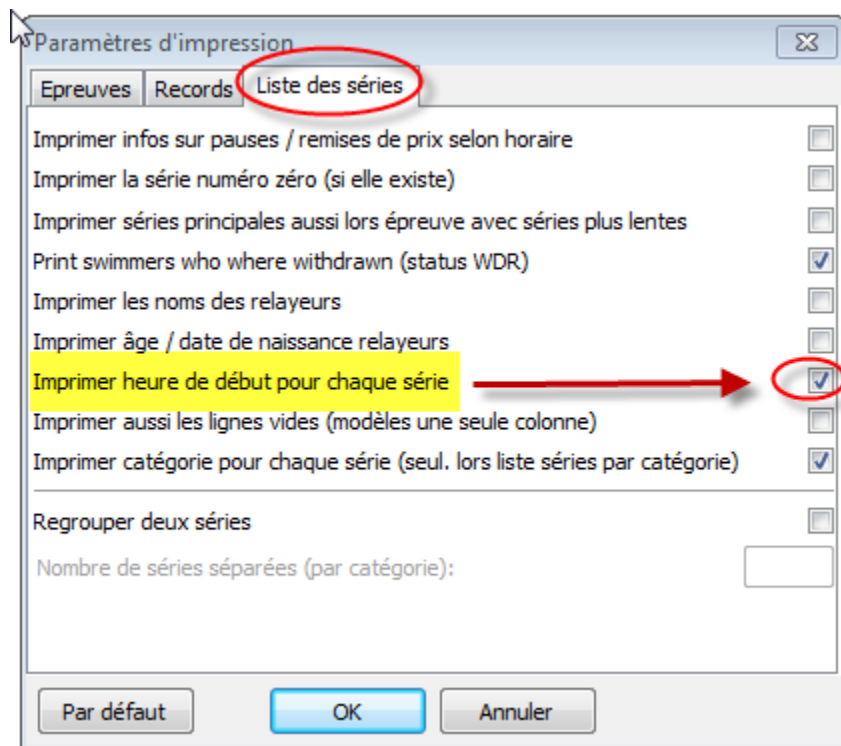 Paramètres d'impression
Epreuves Records Liste des séries
Imprimer infos sur pauses / remises de prix selon horaire
Imprimer la série numéro zéro (si elle existe)
Imprimer séries principales aussi lors épreuve avec séries plus lentes
Print swimmers who where withdrawn (status WDR)
Imprimer les noms des relayeurs
Imprimer âge / date de naissance relayeurs
Imprimer heure de début pour chaque série
Imprimer aussi les lignes vides (modèles une seule colonne)
Imprimer catégorie pour chaque série (seul. lors liste séries par catégorie)
Regrouper deux séries
Nombre de séries séparées (par catégorie):
Par défaut OK Annuler